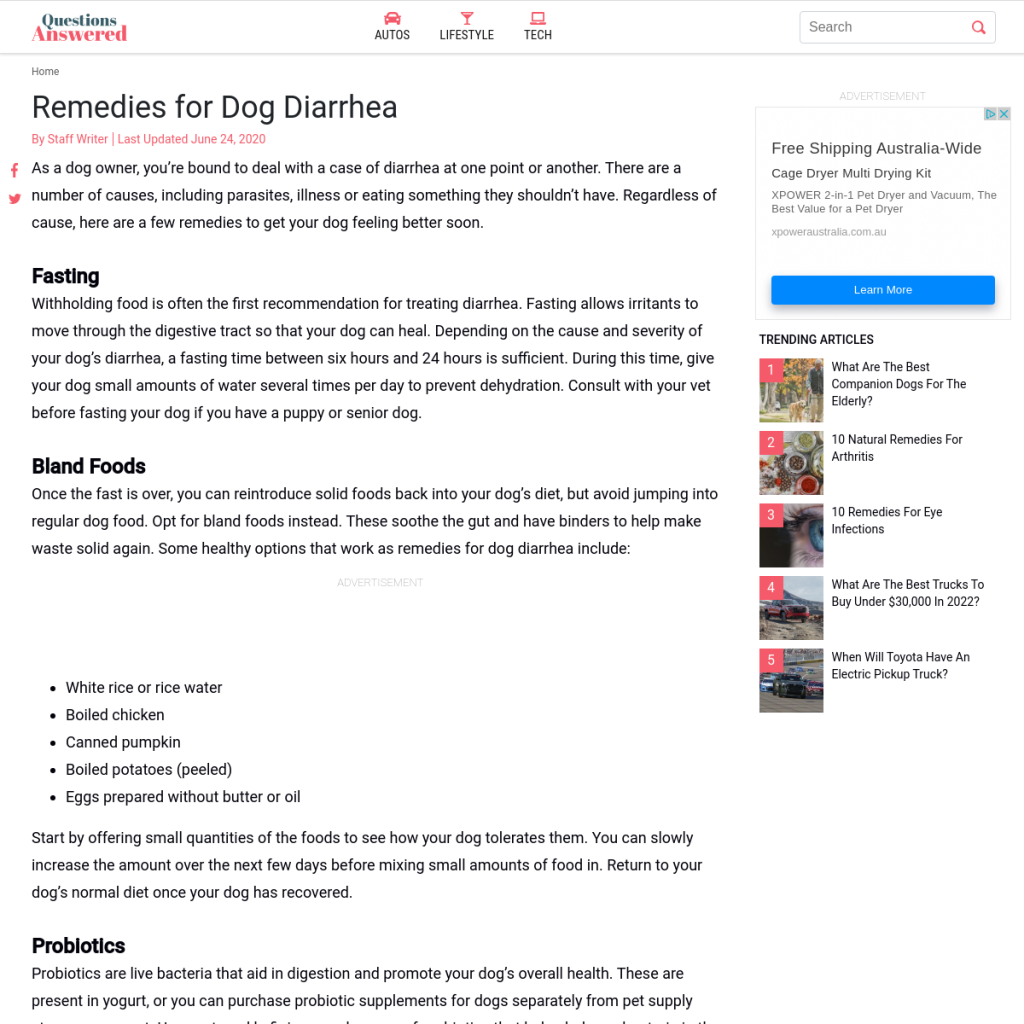 Questions
Answered
AUTOS
LIFESTYLE
TECH
Search
Home
Remedies for Dog Diarrhea
By Staff Writer | Last Updated June 24, 2020
As a dog owner, you’re bound to deal with a case of diarrhea at one point or another. There are a
number of causes, including parasites, illness or eating something they shouldn’t have. Regardless of
cause, here are a few remedies to get your dog feeling better soon.
Fasting
Withholding food is often the first recommendation for treating diarrhea. Fasting allows irritants to
move through the digestive tract so that your dog can heal. Depending on the cause and severity of
your dog’s diarrhea, a fasting time between six hours and 24 hours is sufficient. During this time, give
your dog small amounts of water several times per day to prevent dehydration. Consult with your vet
before fasting your dog if you have a puppy or senior dog.
Bland Foods
Once the fast is over, you can reintroduce solid foods back into your dog’s diet, but avoid jumping into
regular dog food. Opt for bland foods instead. These soothe the gut and have binders to help make
waste solid again. Some healthy options that work as remedies for dog diarrhea include:
ADVERTISEMENT
White rice or rice water
Boiled chicken
Canned pumpkin
Boiled potatoes (peeled)
Eggs prepared without butter or oil
Start by offering small quantities of the foods to see how your dog tolerates them. You can slowly
increase the amount over the next few days before mixing small amounts of food in. Return to your
dog’s normal diet once your dog has recovered.
Probiotics
Probiotics are live bacteria that aid in digestion and promote your dog’s overall health. These are
present in yogurt, or you can purchase probiotic supplements for dogs separately from pet supply
ADVERTISEMENT
Free Shipping Australia-Wide
Cage Dryer Multi Drying Kit
XPOWER 2-in-1 Pet Dryer and Vacuum, The
Best Value for a Pet Dryer
xpoweraustralia.com.au
Learn More
TRENDING ARTICLES
1
What Are The Best
Companion Dogs For The
Elderly?
2
10 Natural Remedies For
Arthritis
3
10 Remedies For Eye
Infections
4
What Are The Best Trucks To
Buy Under $30,000 In 2022?
5
When Will Toyota Have An
Electric Pickup Truck?